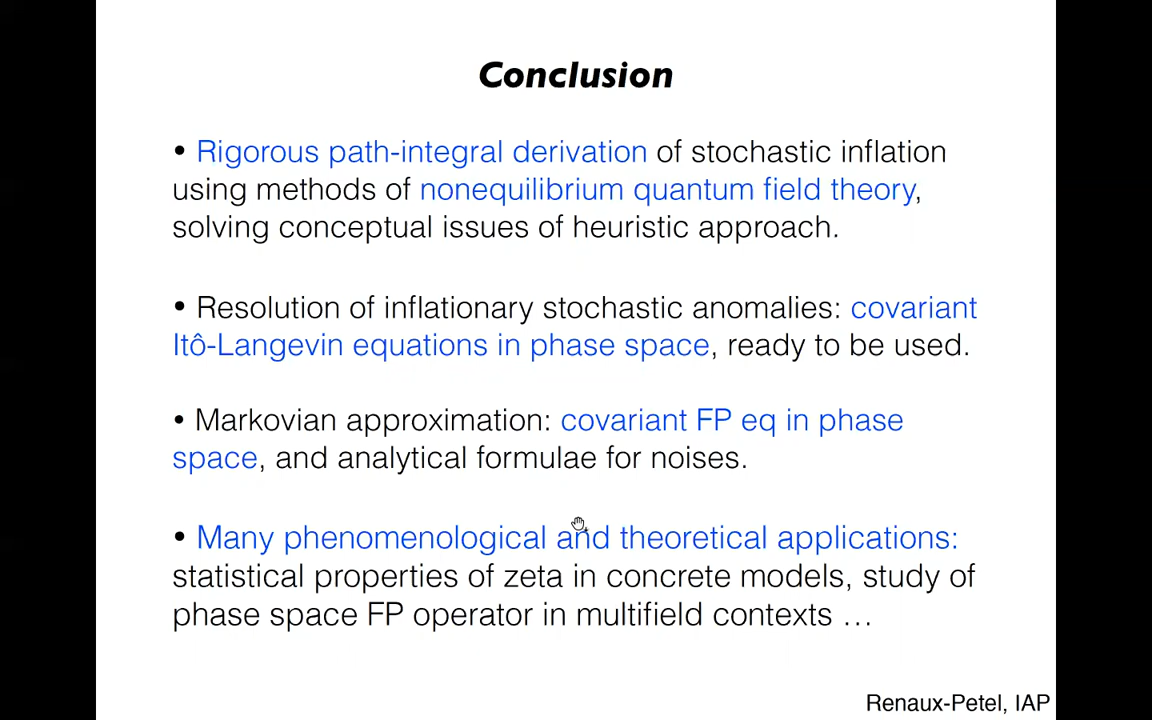 Conclusion
• Rigorous path-integral derivation of stochastic inflation
using methods of nonequilibrium quantum field theory,
solving conceptual issues of heuristic approach.
• Resolution of inflationary stochastic anomalies: covariant
Itô-Langevin equations in phase space, ready to be used.
• Markovian approximation: covariant FP eq in phase
space, and analytical formulae for noises.
• Many phenomenological and theoretical applications:
statistical properties of zeta in concrete models, study of
phase space FP operator in multifield contexts …
Renaux-Petel, IAP